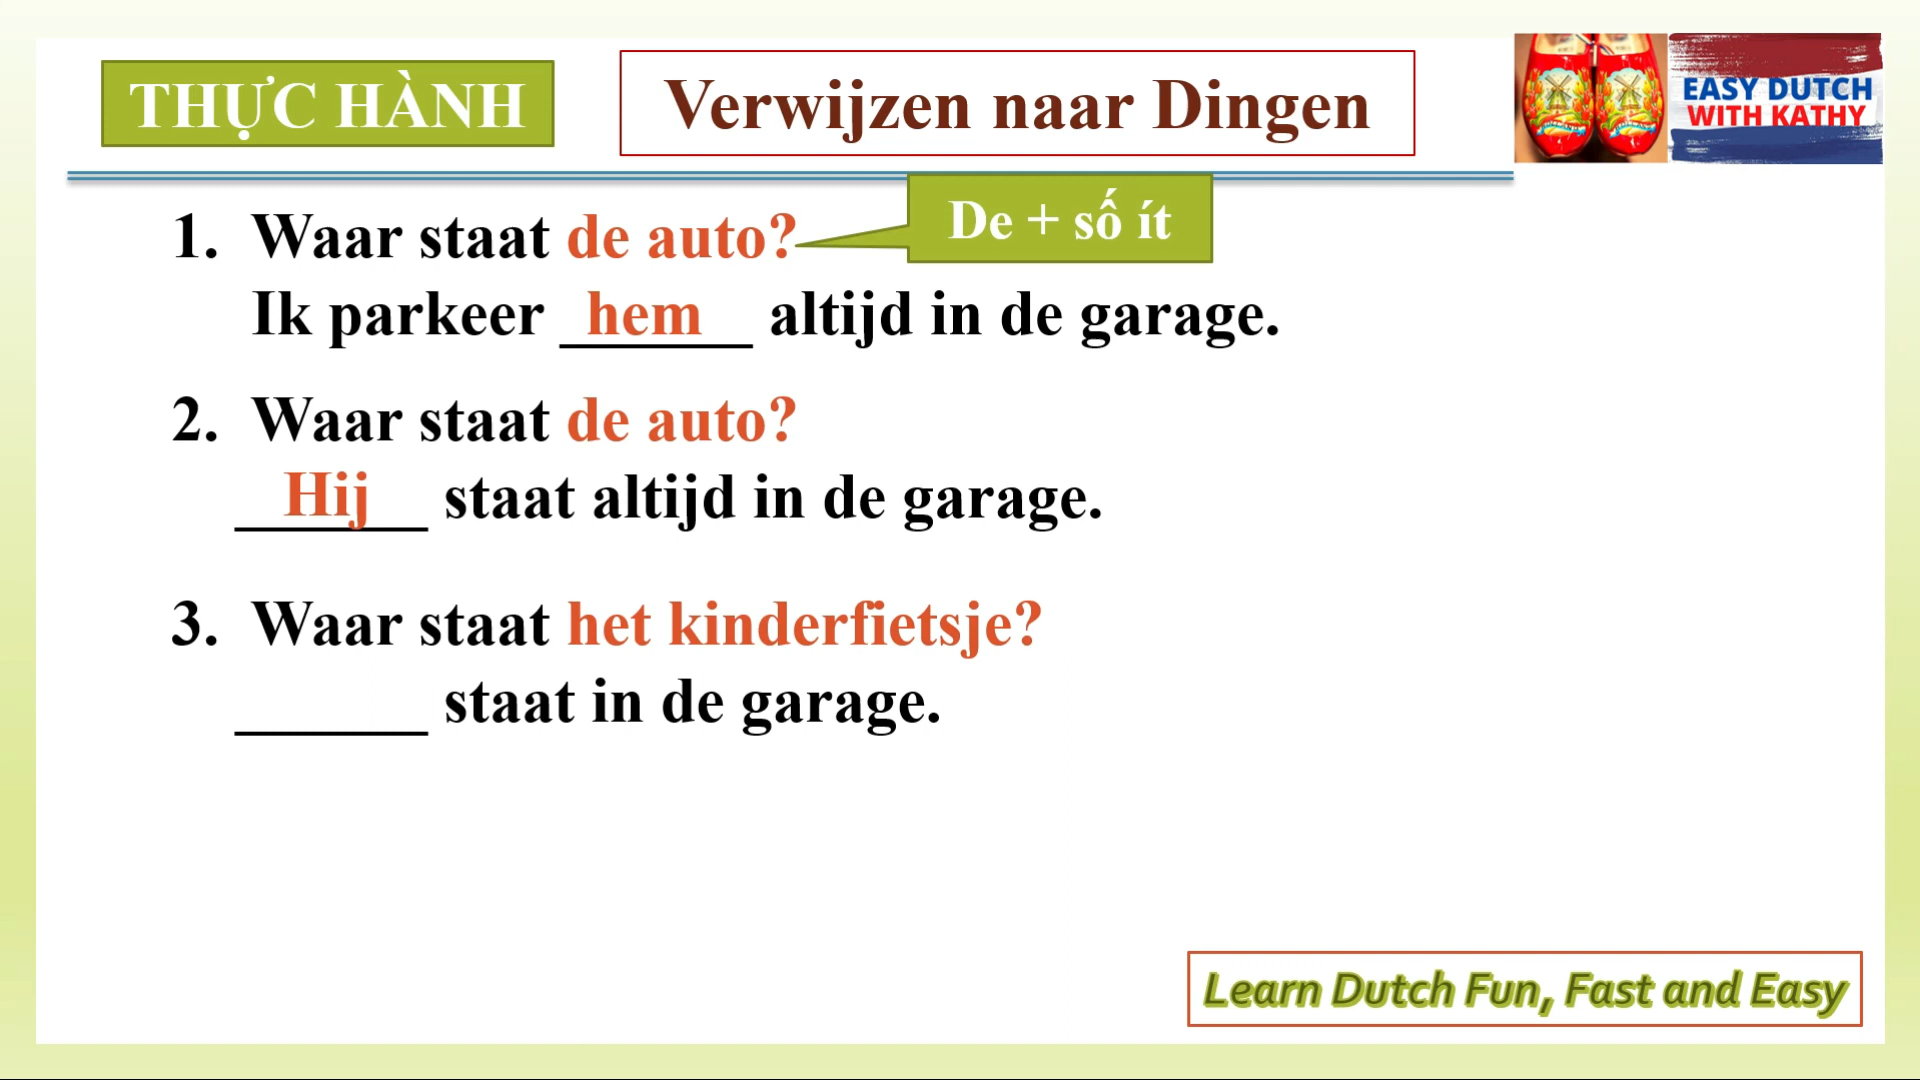 THỰC HÀNH
Verwijzen naar Dingen
EASY DUTCH
WITH KATHY
De + số ít
1. Waar staat de auto?
Ik parkeer hem altijd in de garage.
2. Waar staat de auto?
Hij staat altijd in de garage.
3. Waar staat het kinderfietsje?
______ staat in de garage.
Learn Dutch Fun, Fast and Easy